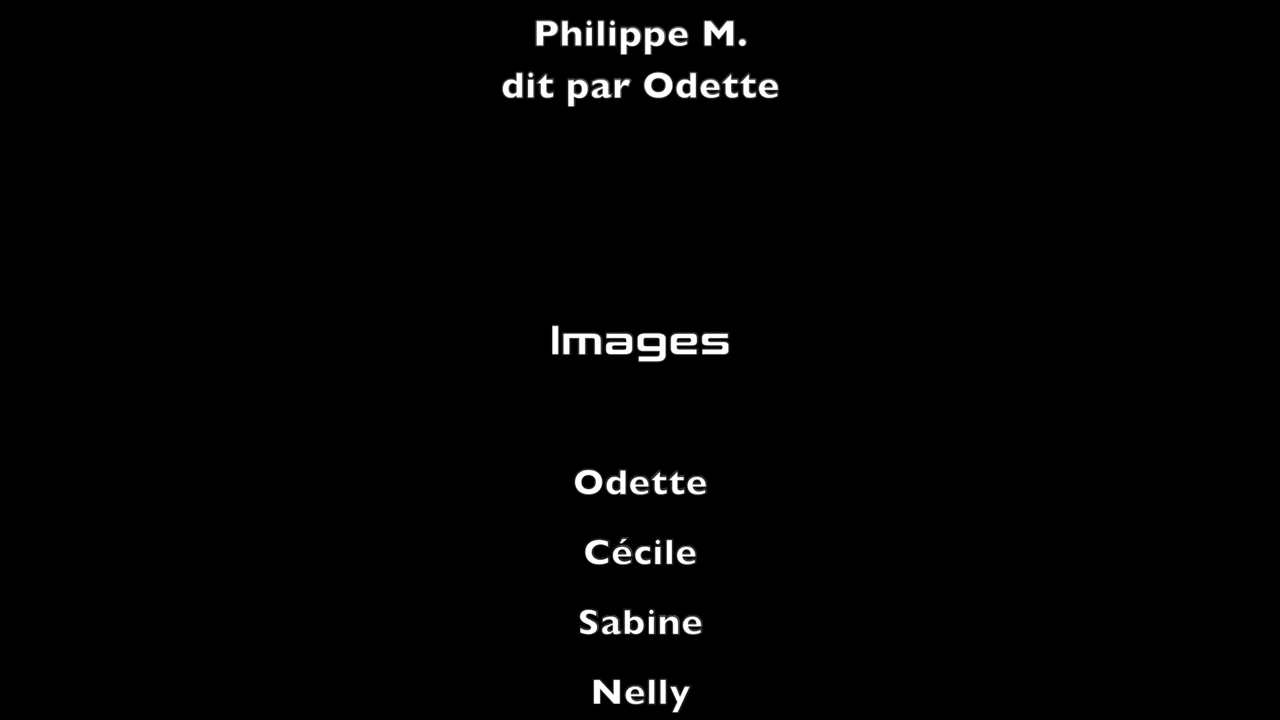 Philippe M.
dit par Odette
Images
Odette
Cécile
Sabine
Nelly